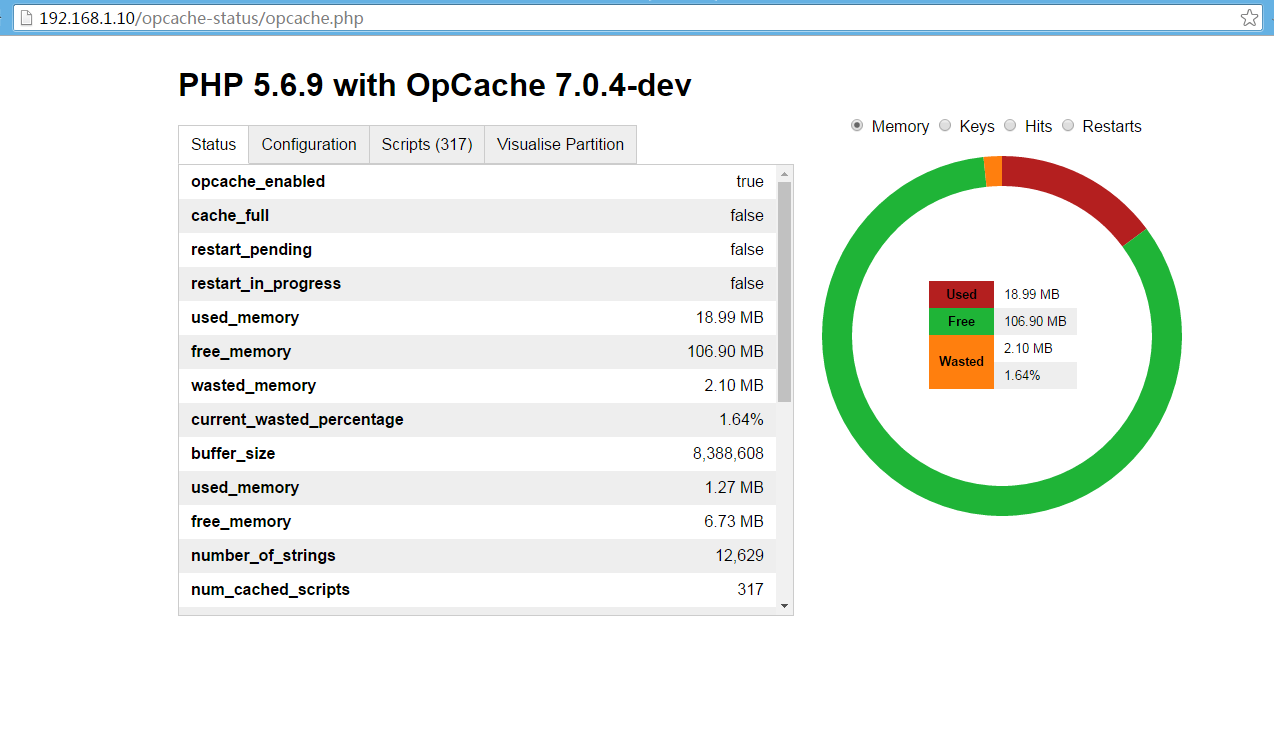 192.168.1.10/opcache-status/opcache.php
PHP 5.6.9 with OpCache 7.0.4-dev
Status Configuration Scripts (317) Visualise Partition
opcache_enabled true
cache_full false
restart_pending false
restart_in_progress false
used_memory 18.99 MB
free_memory 106.90 MB
wasted_memory 2.10 MB
current_wasted_percentage 1.64%
buffer_size 8,388,608
used_memory 1.27 MB
free_memory 6.73 MB
number_of_strings 12,629
num_cached_scripts 317
Memory Keys Hits Restarts
Used 18.99 MB
Free 106.90 MB
Wasted 2.10 MB
1.64%